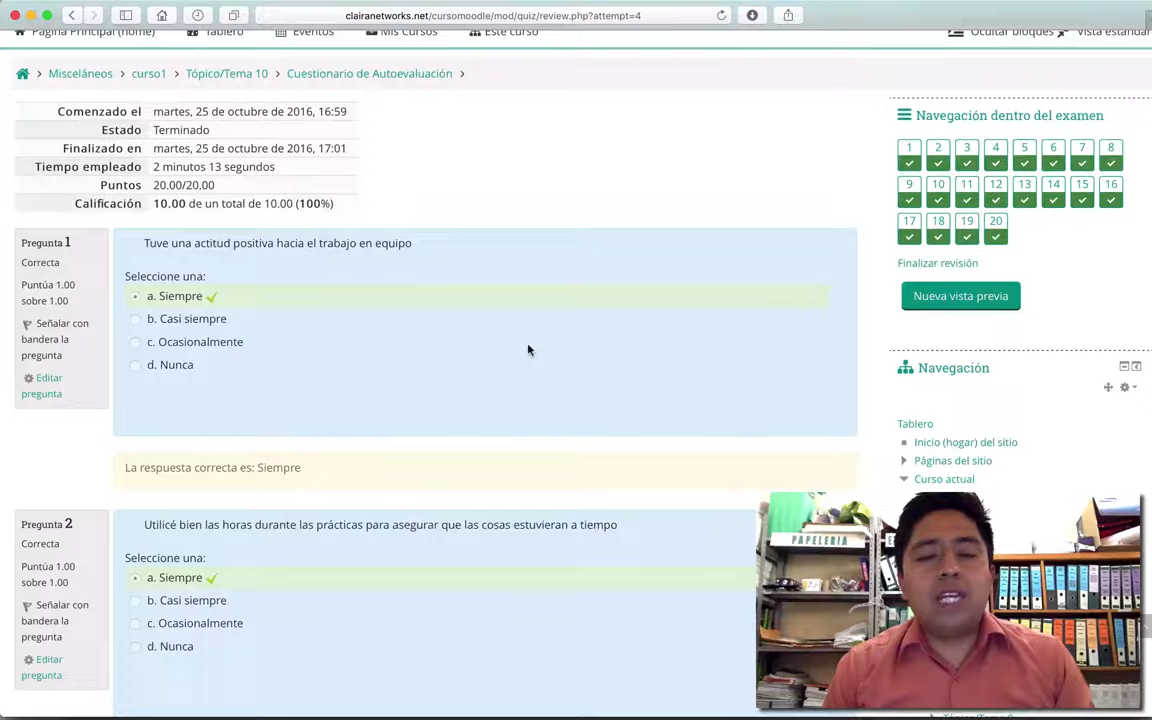 clairanetworks.net/cursomoodle/mod/quiz/review.php?attempt=4
Página Principal (home) Tablero Eventos Mis Cursos Este curso Ocultar bloques Vista estándar
Misceláneos curso1 Tópico/Tema 10 Cuestionario de Autoevaluación
Comenzado el martes, 25 de octubre de 2016, 16:59
Estado Terminado
Finalizado en martes, 25 de octubre de 2016, 17:01
Tiempo empleado 2 minutos 13 segundos
Puntos 20.00/20.00
Calificación 10.00 de un total de 10.00 (100%)
Pregunta 1
Correcta
Puntúa 1.00
sobre 1.00
Señalar con
bandera la
pregunta
Editar
pregunta
Tuve una actitud positiva hacia el trabajo en equipo
Seleccione una:
a. Siempre
b. Casi siempre
c. Ocasionalmente
d. Nunca
La respuesta correcta es: Siempre
Pregunta 2
Correcta
Puntúa 1.00
sobre 1.00
Señalar con
bandera la
pregunta
Editar
pregunta
Utilicé bien las horas durante las prácticas para asegurar que las cosas estuvieran a tiempo
Seleccione una:
a. Siempre
b. Casi siempre
c. Ocasionalmente
d. Nunca
Navegación dentro del examen
1 2 3 4 5 6 7 8
9 10 11 12 13 14 15 16
17 18 19 20
Finalizar revisión
Nueva vista previa
Navegación
Tablero
Inicio (hogar) del sitio
Páginas del sitio
Curso actual
PAPELERIA